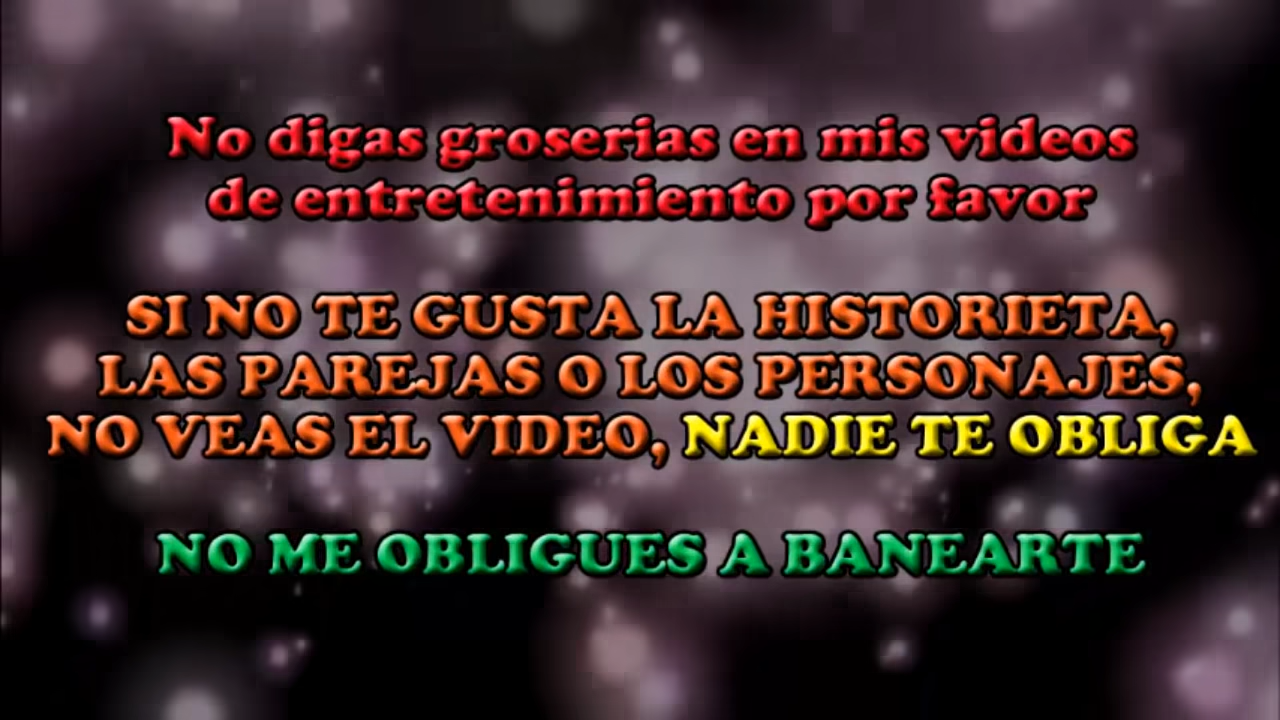 No digas groserias en mis videos
de entretenimiento por favor
SI NO TE GUSTA LA HISTORIETA,
LAS PAREJAS O LOS PERSONAJES,
NO VEAS EL VIDEO, NADIE TE OBLIGA
NO ME OBLIGUES A BANEARTE